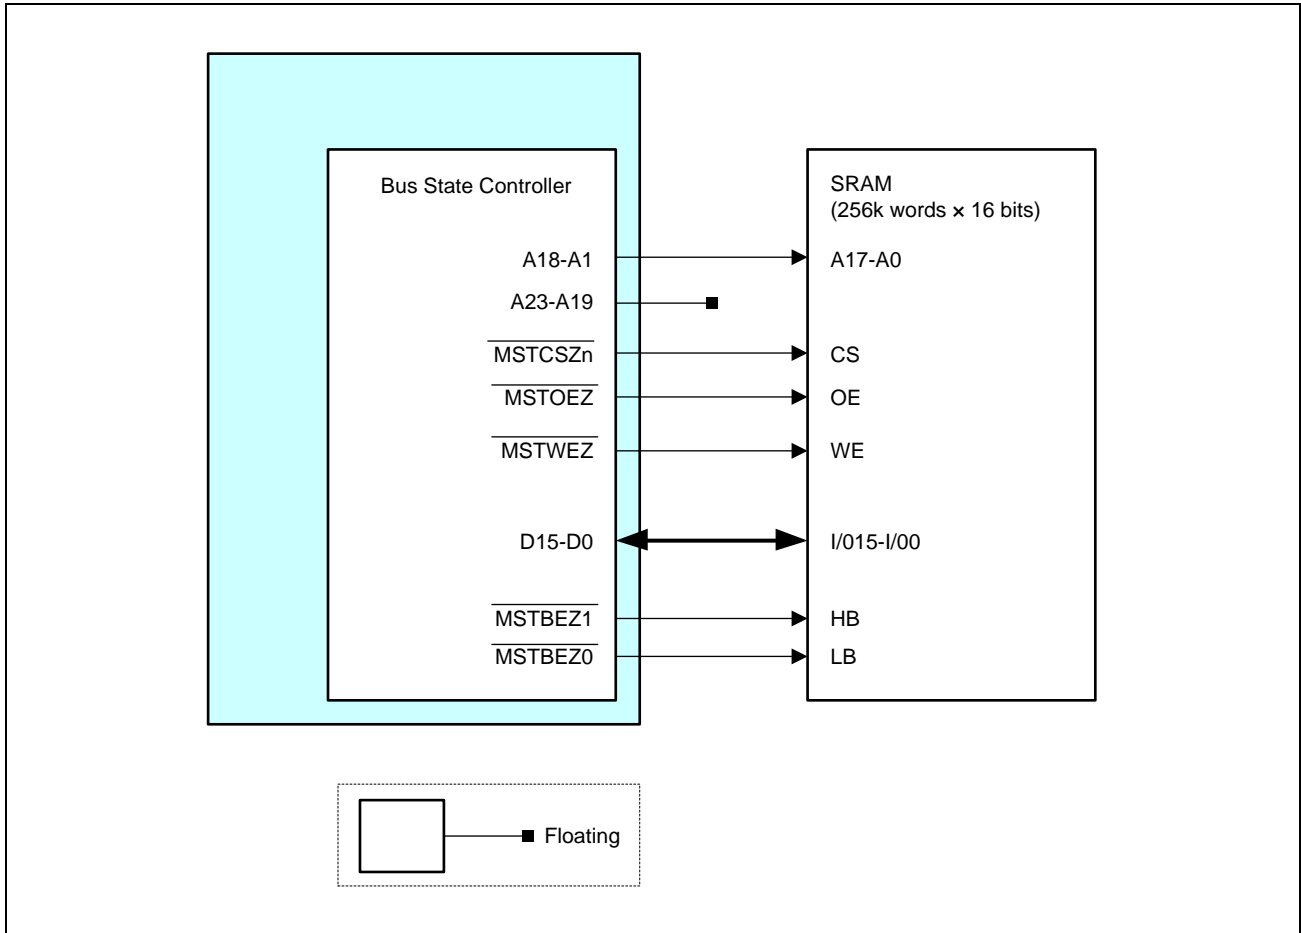 Bus State Controller
SRAM
(256k words × 16 bits)
A18-A1
A17-A0
A23-A19
MSTCSZn
CS
MSTOEZ
OE
MSTWEZ
WE
D15-D0
I/015-I/00
MSTBEZ1
HB
MSTBEZ0
LB
Floating